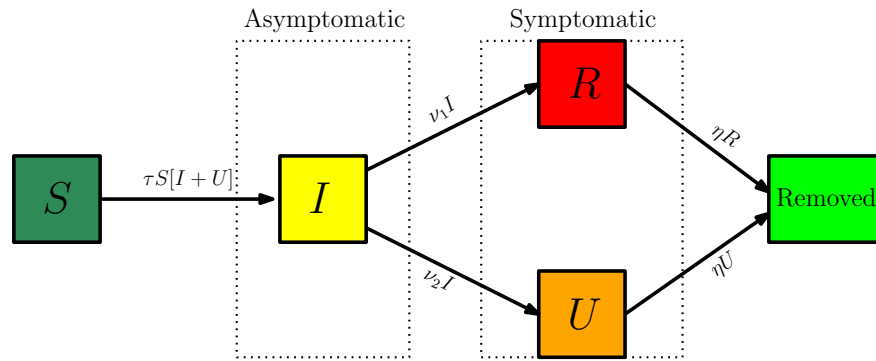 Asymptomatic
Symptomatic
S
τS[I + U]
I
ν₁I
ν₂I
R
U
ηR
ηU
Removed